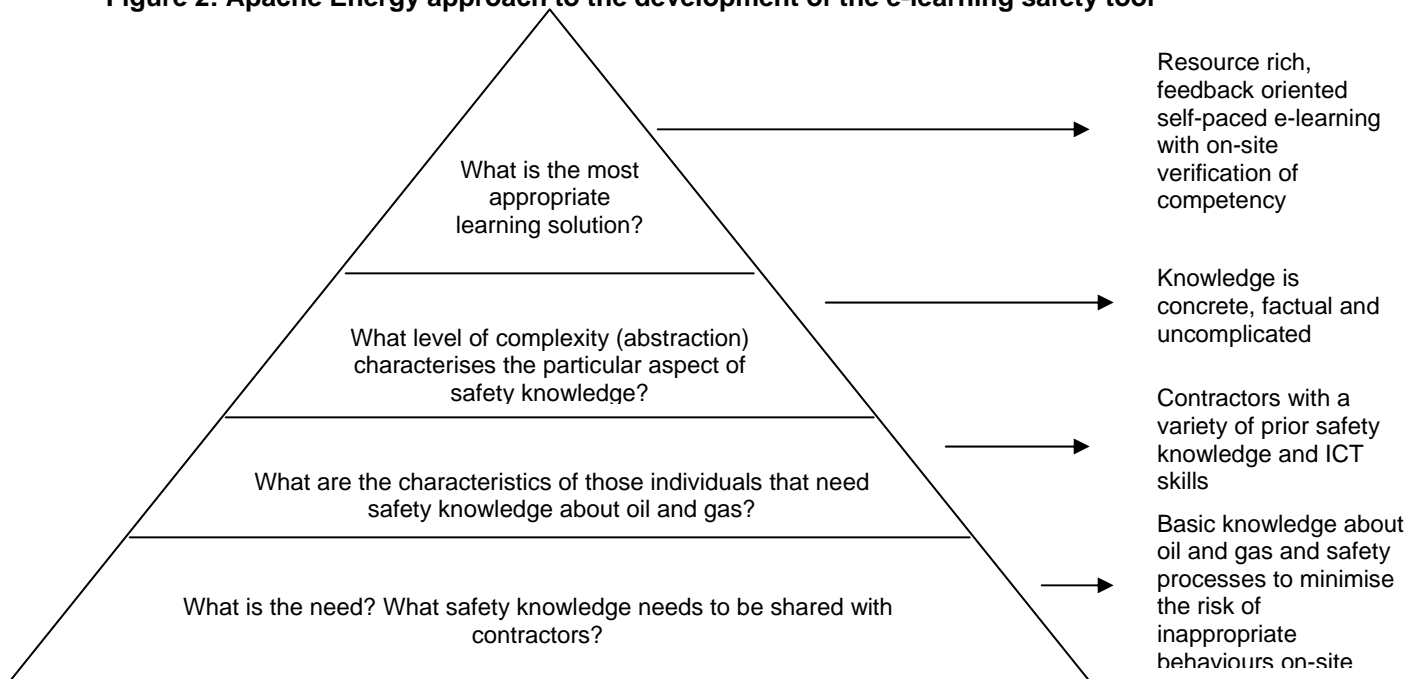 Figure 2: Apache Energy approach to the development of the e-learning safety tool
What is the most
appropriate
learning solution?
Resource rich,
feedback oriented
self-paced e-learning
with on-site
verification of
competency
What level of complexity (abstraction)
characterises the particular aspect of
safety knowledge?
Knowledge is
concrete, factual and
uncomplicated
What are the characteristics of those individuals that need
safety knowledge about oil and gas?
Contractors with a
variety of prior safety
knowledge and ICT
skills
What is the need? What safety knowledge needs to be shared with
contractors?
Basic knowledge about
oil and gas and safety
processes to minimise
the risk of
inappropriate
behaviours on-site